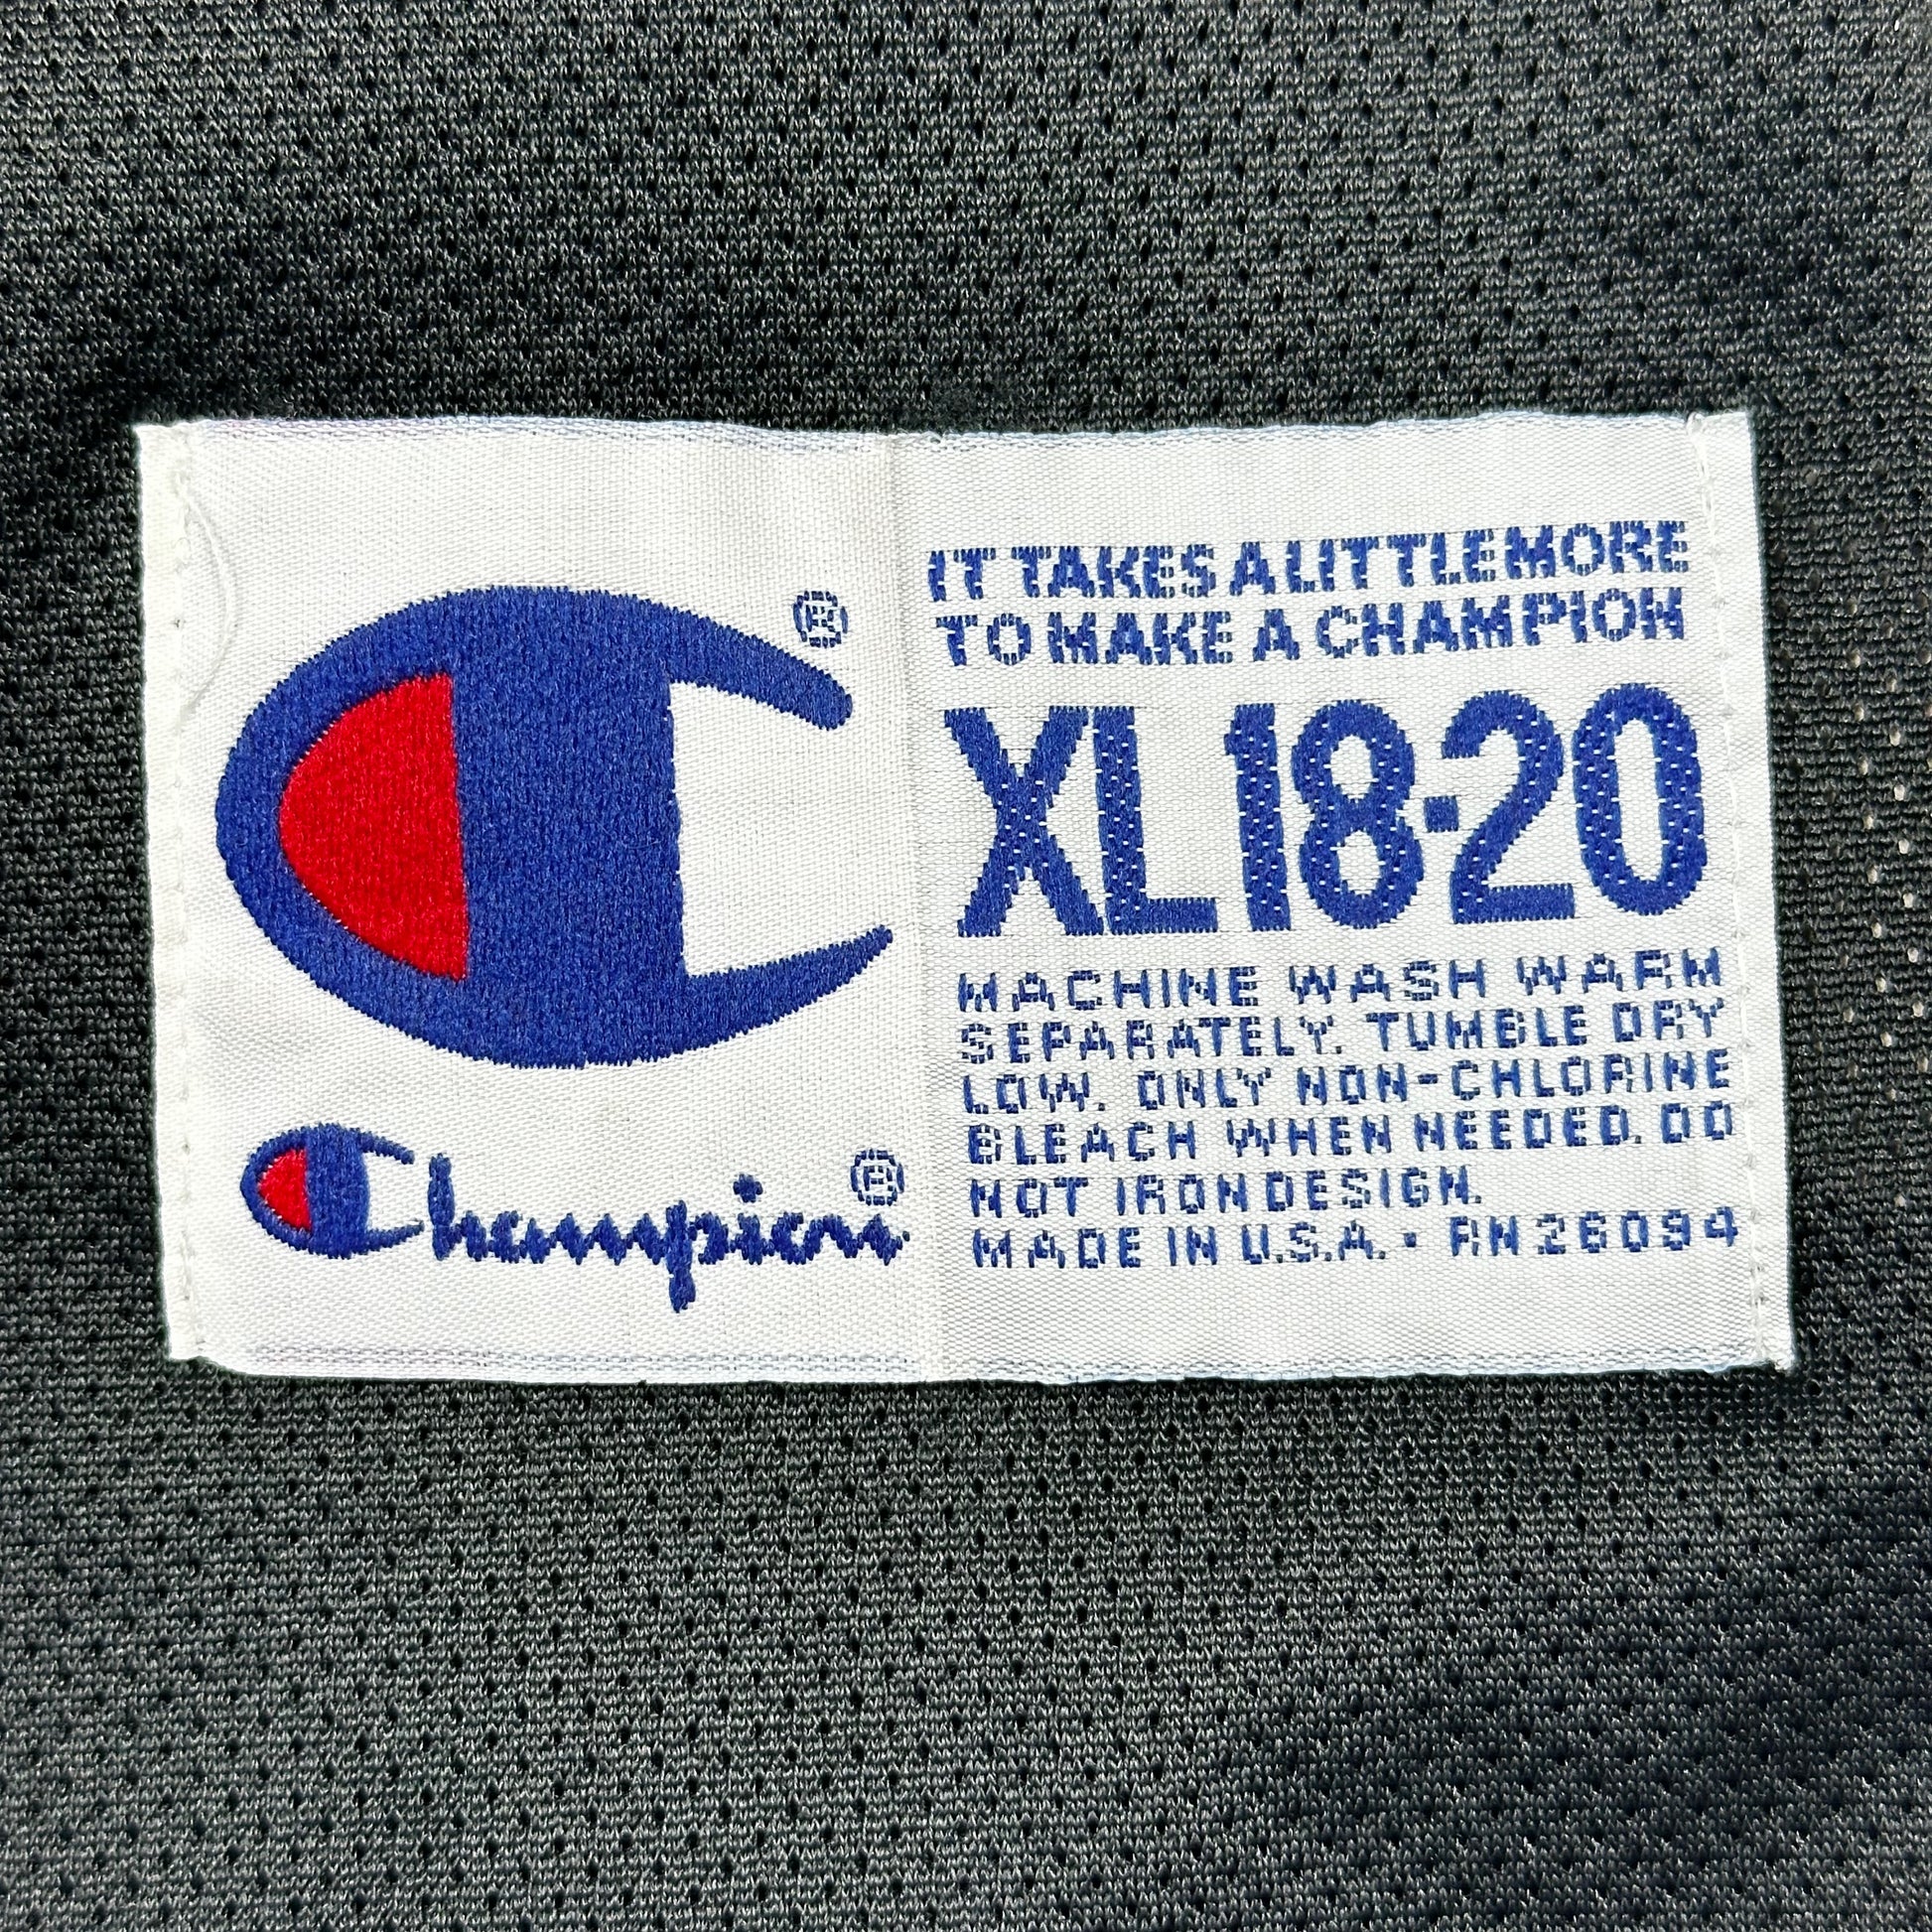 IT TAKES A LITTLE MORE
TO MAKE A CHAMPION
XL 18-20
MACHINE WASH WARM
SEPARATELY. TUMBLE DRY
LOW. ONLY NON-CHLORINE
BLEACH WHEN NEEDED. DO
NOT IRON DESIGN.
MADE IN U.S.A. • RN 26094
®
Champion®